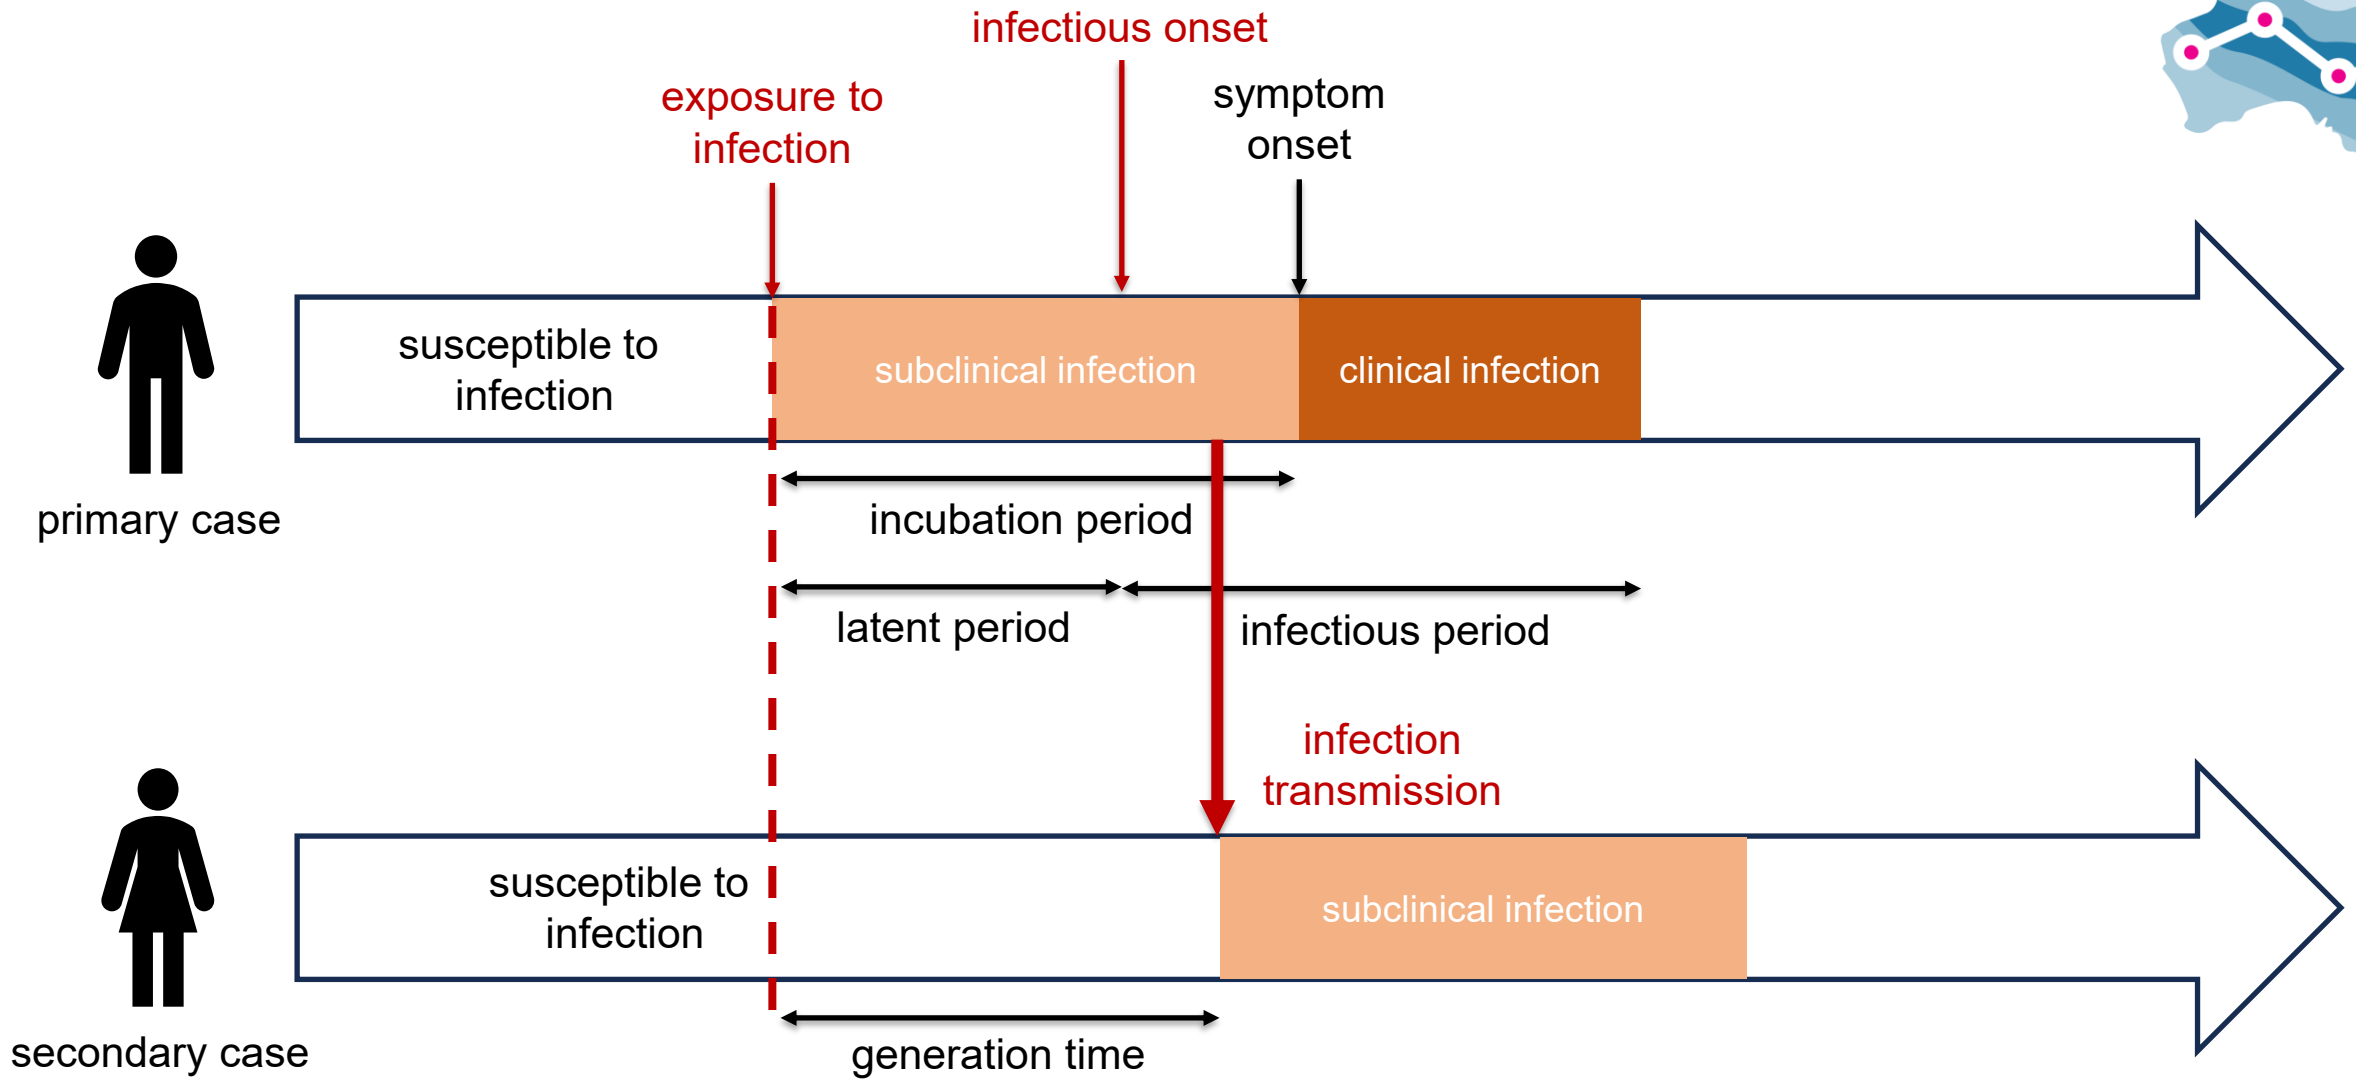 infectious onset
exposure to
infection
symptom
onset
susceptible to
infection
subclinical infection
clinical infection
primary case
incubation period
latent period
infectious period
infection
transmission
susceptible to
infection
subclinical infection
secondary case
generation time